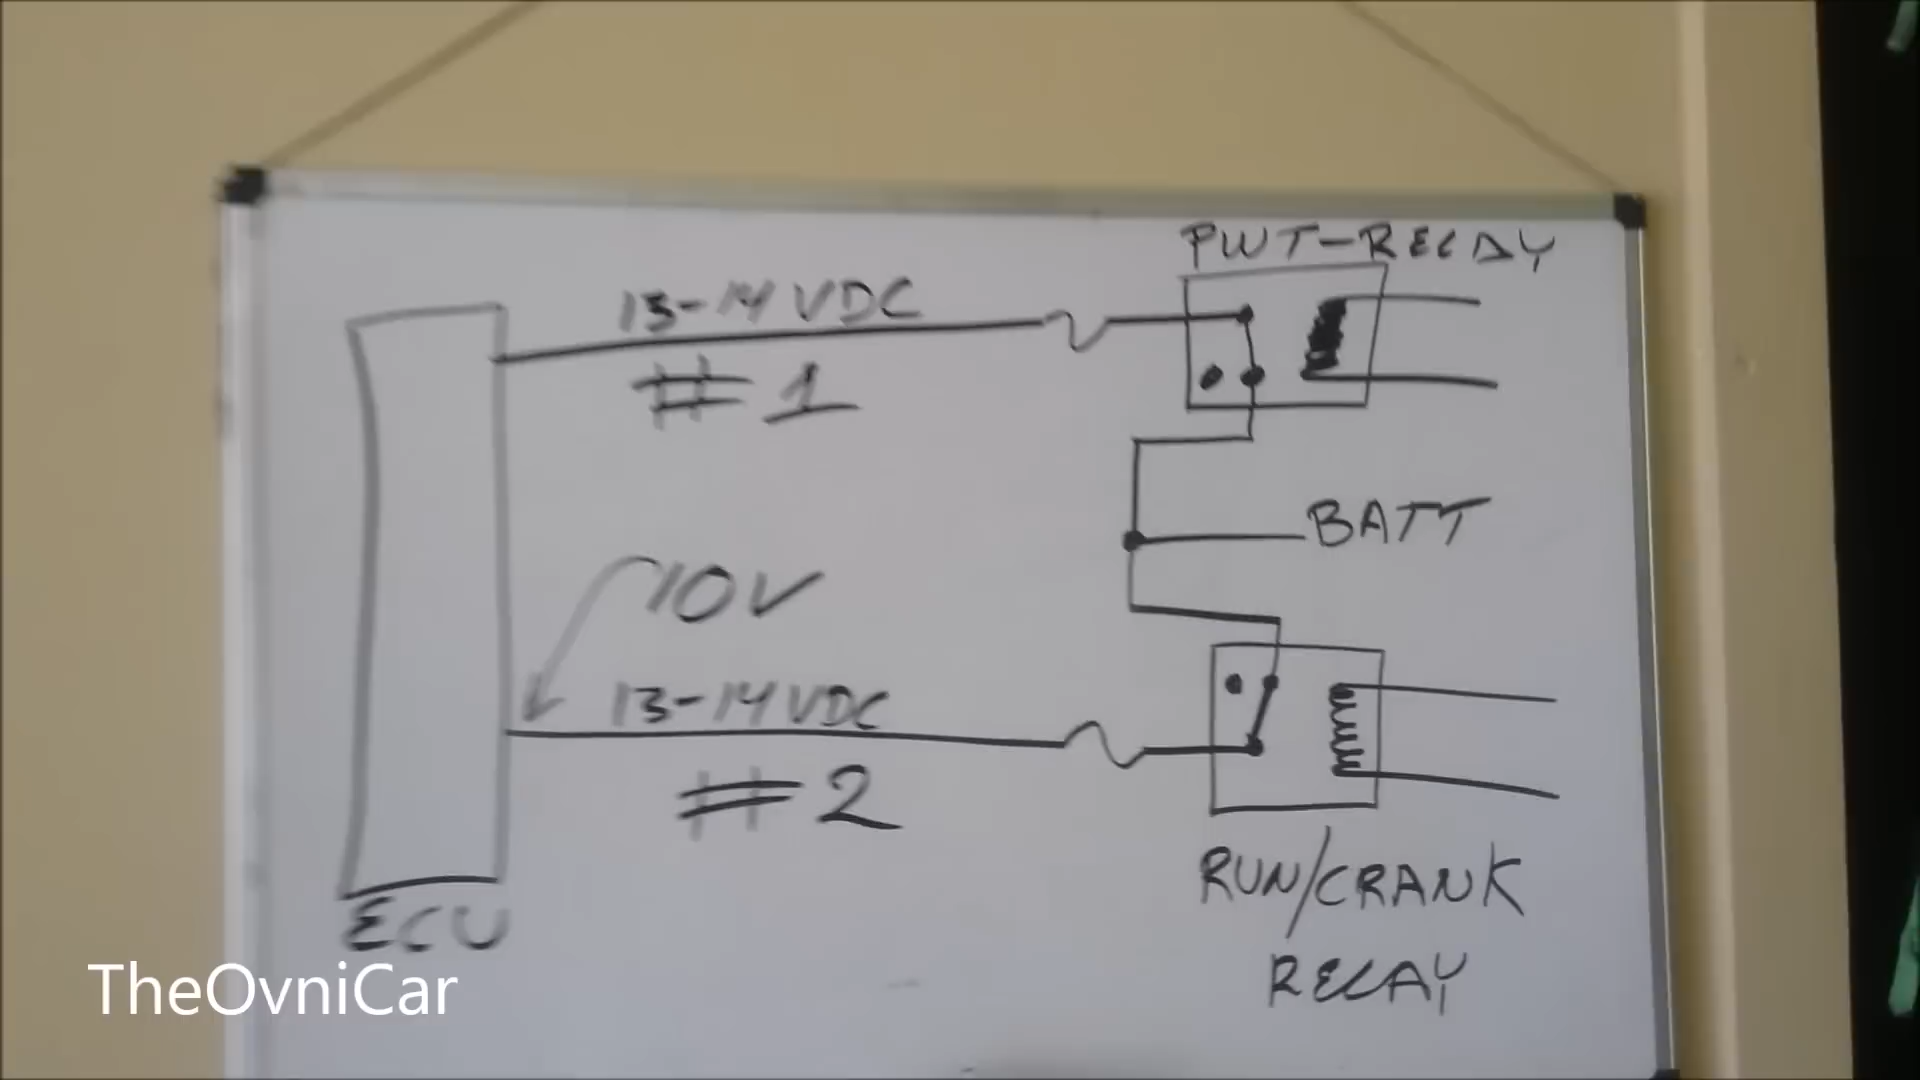 PWT-RELAY
13-14 VDC
#1
BATT
10V
13-14 VDC
#2
RUN/CRANK
RELAY
ECU
TheOvniCar